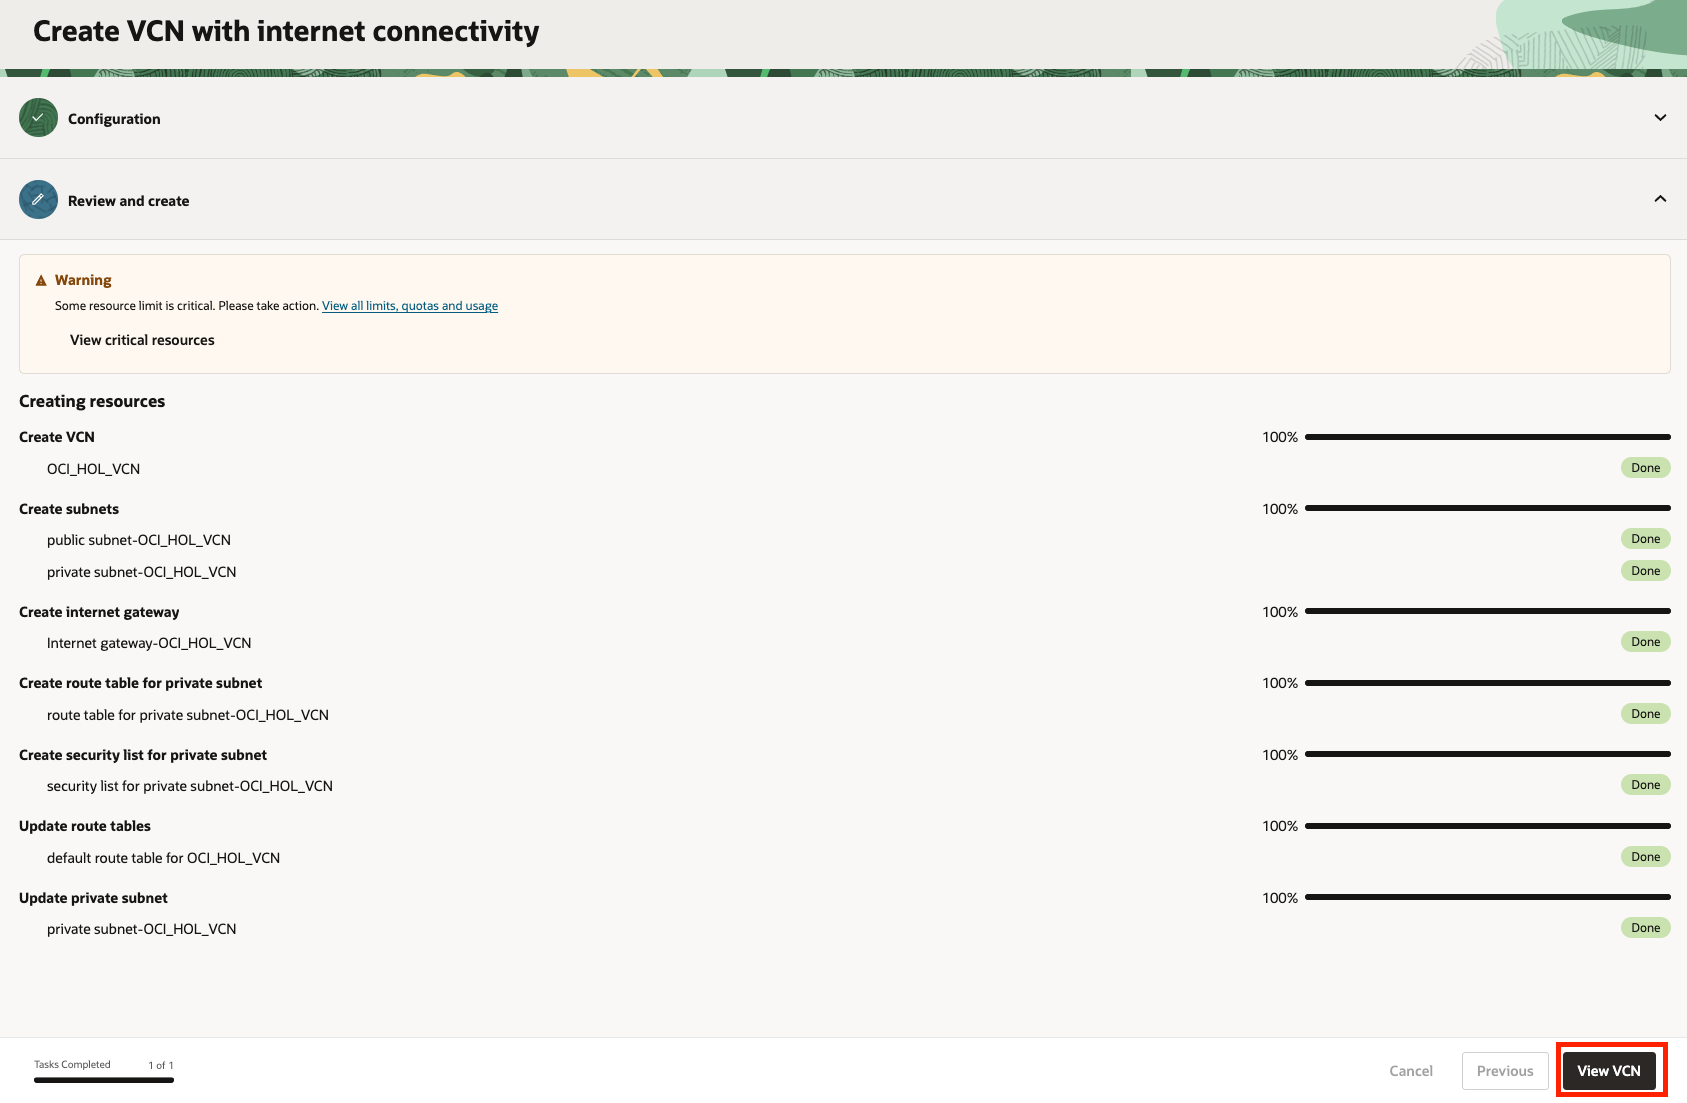 Create VCN with internet connectivity
Configuration
Review and create
Warning
Some resource limit is critical. Please take action. View all limits, quotas and usage
View critical resources
Creating resources
Create VCN 100%
OCI_HOL_VCN Done
Create subnets 100%
public subnet-OCI_HOL_VCN Done
private subnet-OCI_HOL_VCN Done
Create internet gateway 100%
Internet gateway-OCI_HOL_VCN Done
Create route table for private subnet 100%
route table for private subnet-OCI_HOL_VCN Done
Create security list for private subnet 100%
security list for private subnet-OCI_HOL_VCN Done
Update route tables 100%
default route table for OCI_HOL_VCN Done
Update private subnet 100%
private subnet-OCI_HOL_VCN Done
Tasks Completed 1 of 1
Cancel Previous View VCN